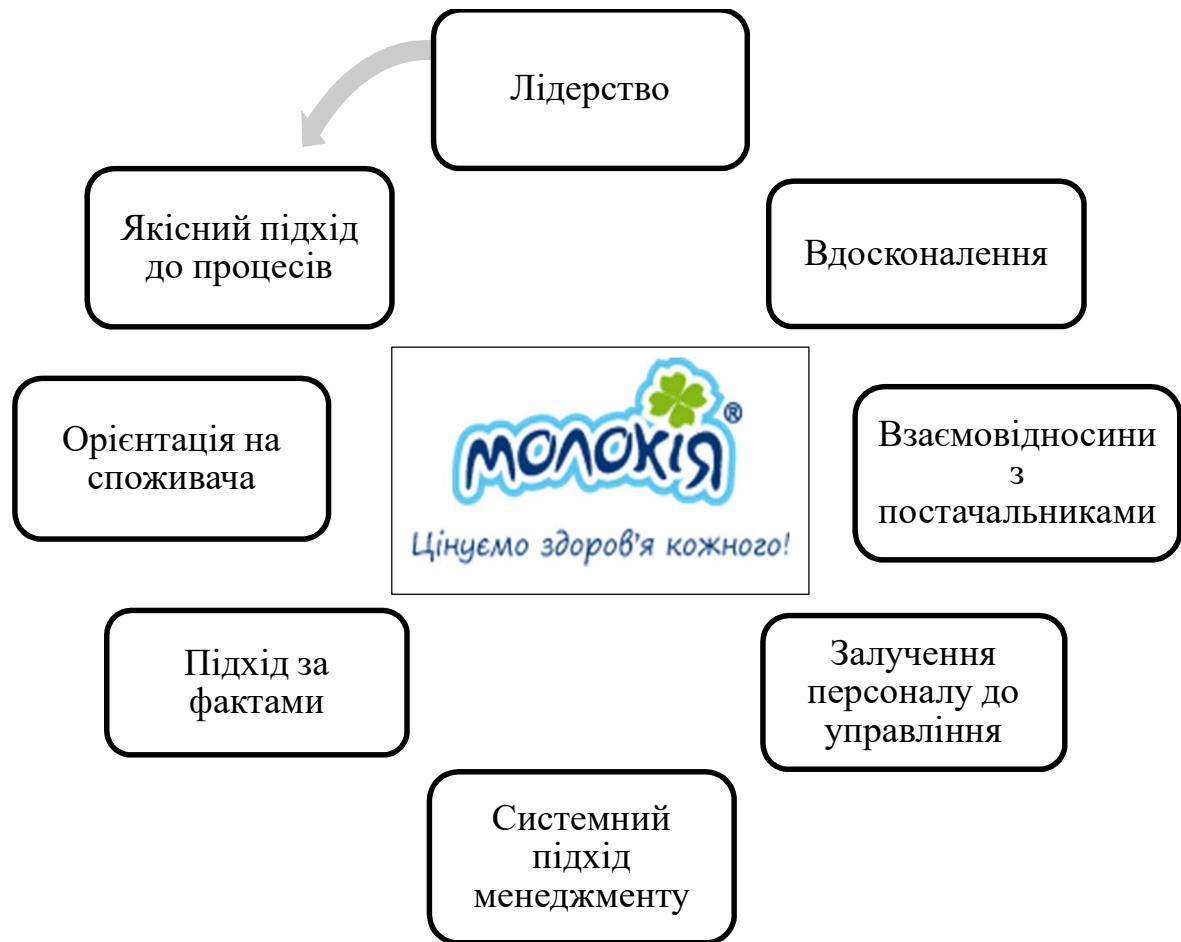 Лідерство
Якісний підхід
до процесів
Вдосконалення
Орієнтація на
споживача
МОЛОКІЯ®
Цінуємо здоров'я кожного!
Взаємовідносини
з
постачальниками
Підхід за
фактами
Залучення
персоналу до
управління
Системний
підхід
менеджменту